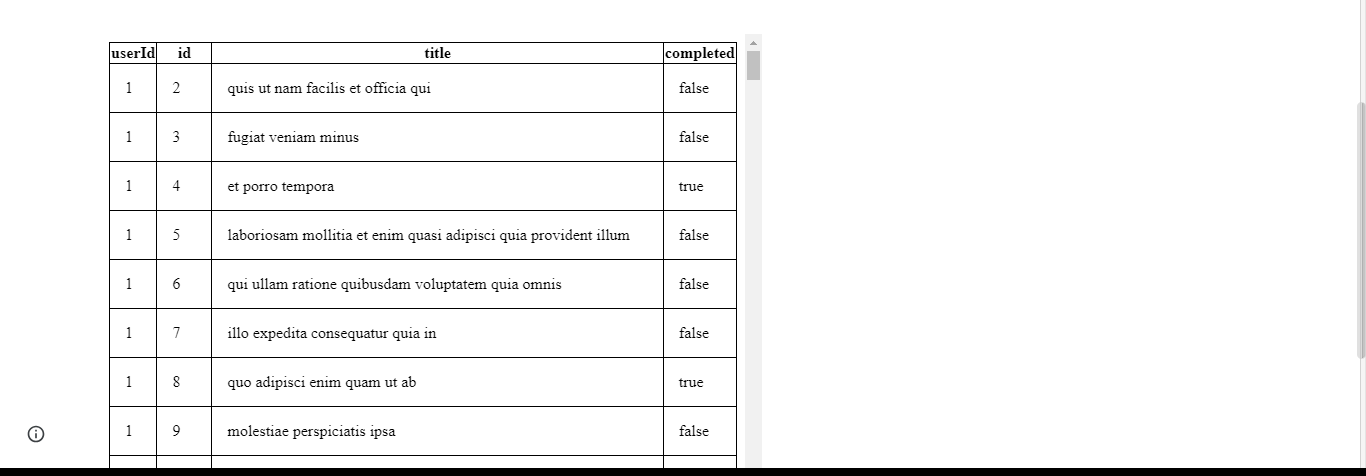 userId id title completed
1 2 quis ut nam facilis et officia qui false
1 3 fugiat veniam minus false
1 4 et porro tempora true
1 5 laboriosam mollitia et enim quasi adipisci quia provident illum false
1 6 qui ullam ratione quibusdam voluptatem quia omnis false
1 7 illo expedita consequatur quia in false
1 8 quo adipisci enim quam ut ab true
1 9 molestiae perspiciatis ipsa false